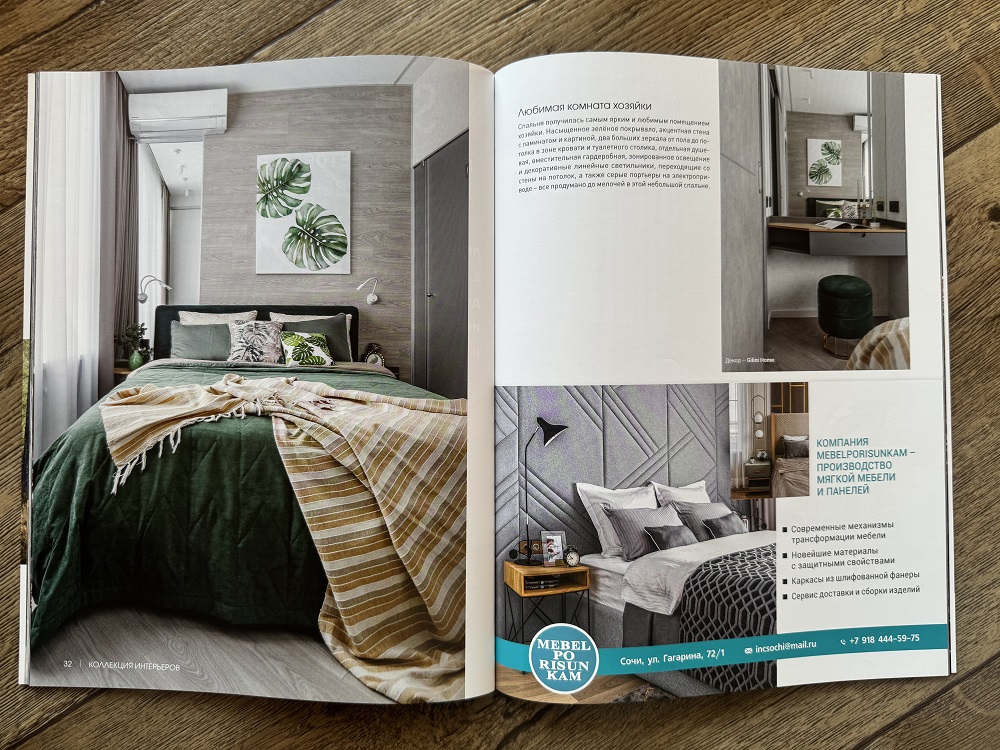 32 | КОЛЛЕКЦИЯ ИНТЕРЬЕРОВ
Любимая комната хозяйки
Спальня получилась самым ярким и любимым помещением
хозяйки. Насыщенное зелёное покрывало, акцентная стена
с ламинатом и картиной, два больших зеркала от пола до по-
толка в зоне кровати и туалетного столика, отдельная душе-
вая, вместительная гардеробная, зонированное освещение
и декоративные линейные светильники, переходящие со
стены на потолок, а также серые портьеры на электропри-
воде – все продумано до мелочей в этой небольшой спальне.
Декор – Gilini Home.
КОМПАНИЯ
MEBELPORISUNKAM –
ПРОИЗВОДСТВО
МЯГКОЙ МЕБЕЛИ
И ПАНЕЛЕЙ
Современные механизмы
трансформации мебели
Новейшие материалы
с защитными свойствами
Каркасы из шлифованной фанеры
Сервис доставки и сборки изделий
MEBEL
PO
RISUN
KAM
Сочи, ул. Гагарина, 72/1
incsochi@mail.ru
+7 918 444-59-75